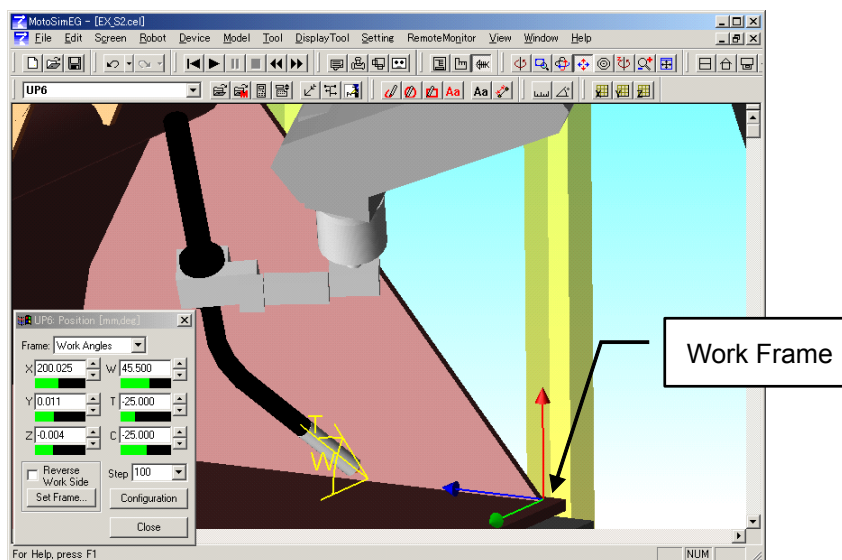 MotoSimEG - [EX_S2.cel]
File Edit Screen Robot Device Model Tool DisplayTool Setting RemoteMonitor View Window Help
UP6
Aa Aa
UP6: Position [mm,deg]
Frame: Work Angles
X 200.025 W 45.500
Y 0.011 T -25.000
Z -0.004 C -25.000
Reverse Work Side
Step 100
Set Frame... Configuration
Close
T
W
Work Frame
For Help, press F1
NUM